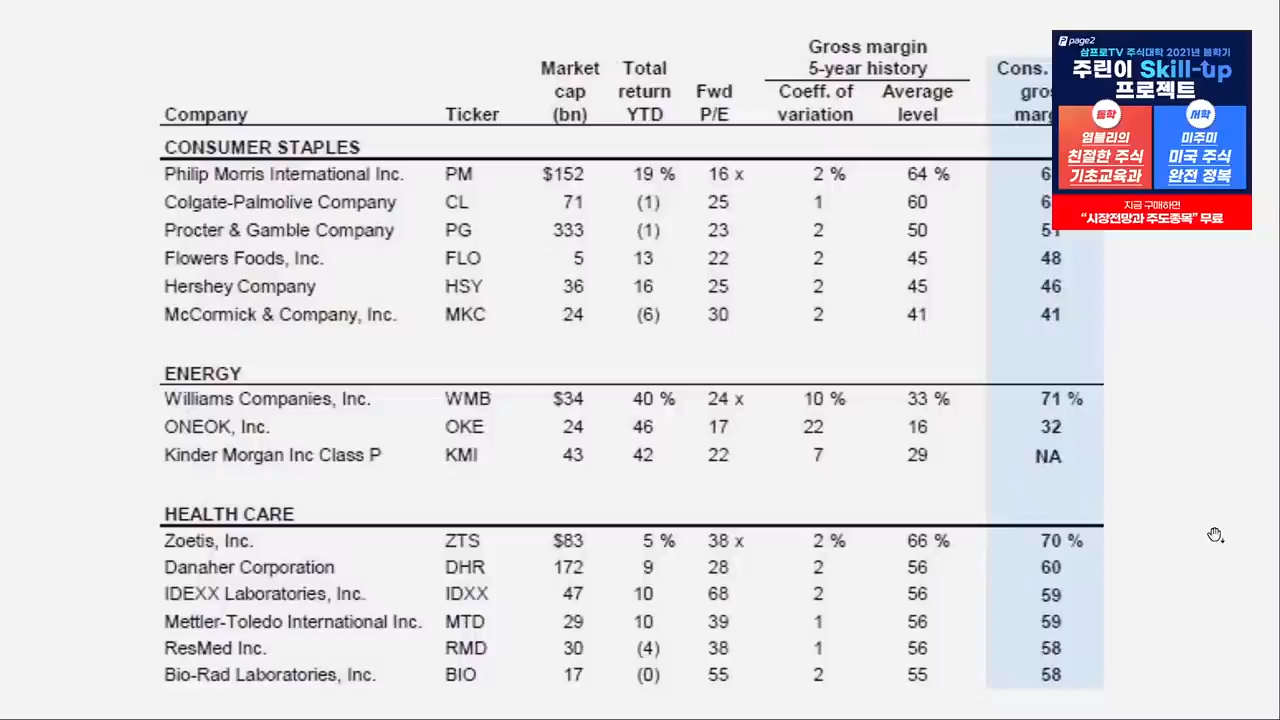 Gross margin
5-year history
Market cap (bn)
Total return YTD
Fwd P/E
Coeff. of variation
Average level
Cons.
Company Ticker
CONSUMER STAPLES
Philip Morris International Inc. PM $152 19 % 16 x 2 % 64 %
Colgate-Palmolive Company CL 71 (1) 25 1 60
Procter & Gamble Company PG 333 (1) 23 2 50 51
Flowers Foods, Inc. FLO 5 13 22 2 45 48
Hershey Company HSY 36 16 25 2 45 46
McCormick & Company, Inc. MKC 24 (6) 30 2 41 41
ENERGY
Williams Companies, Inc. WMB $34 40 % 24 x 10 % 33 % 71 %
ONEOK, Inc. OKE 24 46 17 22 16 32
Kinder Morgan Inc Class P KMI 43 42 22 7 29 NA
HEALTH CARE
Zoetis, Inc. ZTS $83 5 % 38 x 2 % 66 % 70 %
Danaher Corporation DHR 172 9 28 2 56 60
IDEXX Laboratories, Inc. IDXX 47 10 68 2 56 59
Mettler-Toledo International Inc. MTD 29 10 39 1 56 59
ResMed Inc. RMD 30 (4) 38 1 56 58
Bio-Rad Laboratories, Inc. BIO 17 (0) 55 2 55 58
page2
삼프로TV 주식대학 2021년 봄학기
주린이 Skill-up
프로젝트
동학
염블리의
친절한 주식
기초교육과
서학
미주미
미국 주식
완전 정복
지금 구매하면
"시장전망과 주도종목" 무료